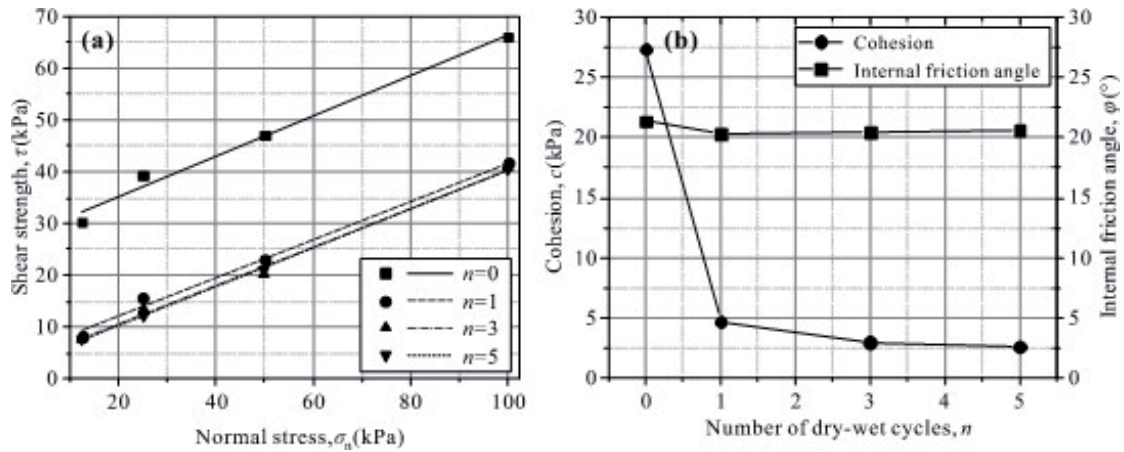 (a)
70
60
50
40
30
20
10
0
Shear strength, τ(kPa)
n=0
n=1
n=3
n=5
20 40 60 80 100
Normal stress,σn(kPa)
(b)
Cohesion
Internal friction angle
30
25
20
15
10
5
0
Cohesion, c(kPa)
30
25
20
15
10
5
0
Internal friction angle, φ(°)
0 1 2 3 4 5
Number of dry-wet cycles, n